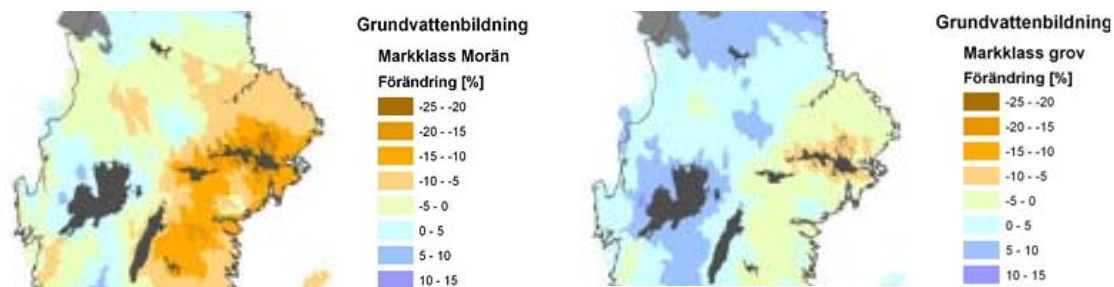 Grundvattenbildning
Markklass Morän
Förändring [%]
-25 - -20
-20 - -15
-15 - -10
-10 - -5
-5 - 0
0 - 5
5 - 10
10 - 15
Grundvattenbildning
Markklass grov
Förändring [%]
-25 - -20
-20 - -15
-15 - -10
-10 - -5
-5 - 0
0 - 5
5 - 10
10 - 15